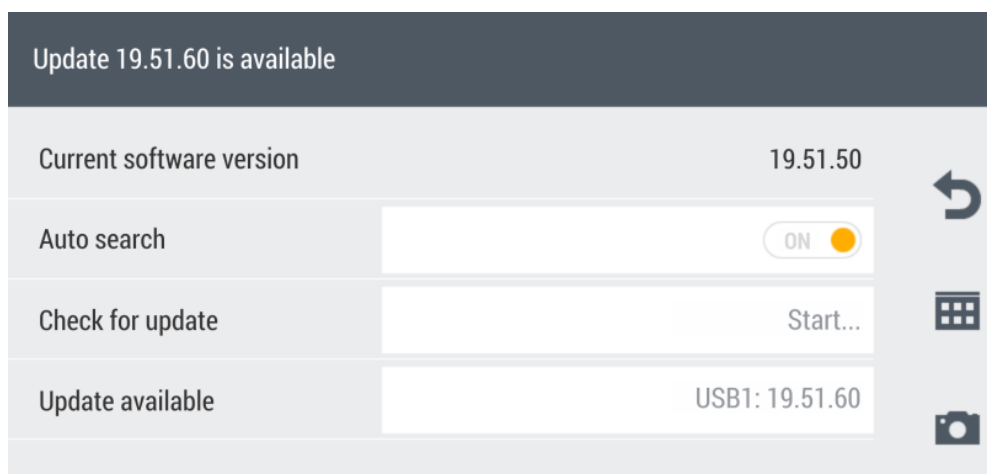 Update 19.51.60 is available
Current software version 19.51.50
Auto search ON
Check for update Start...
Update available USB1: 19.51.60